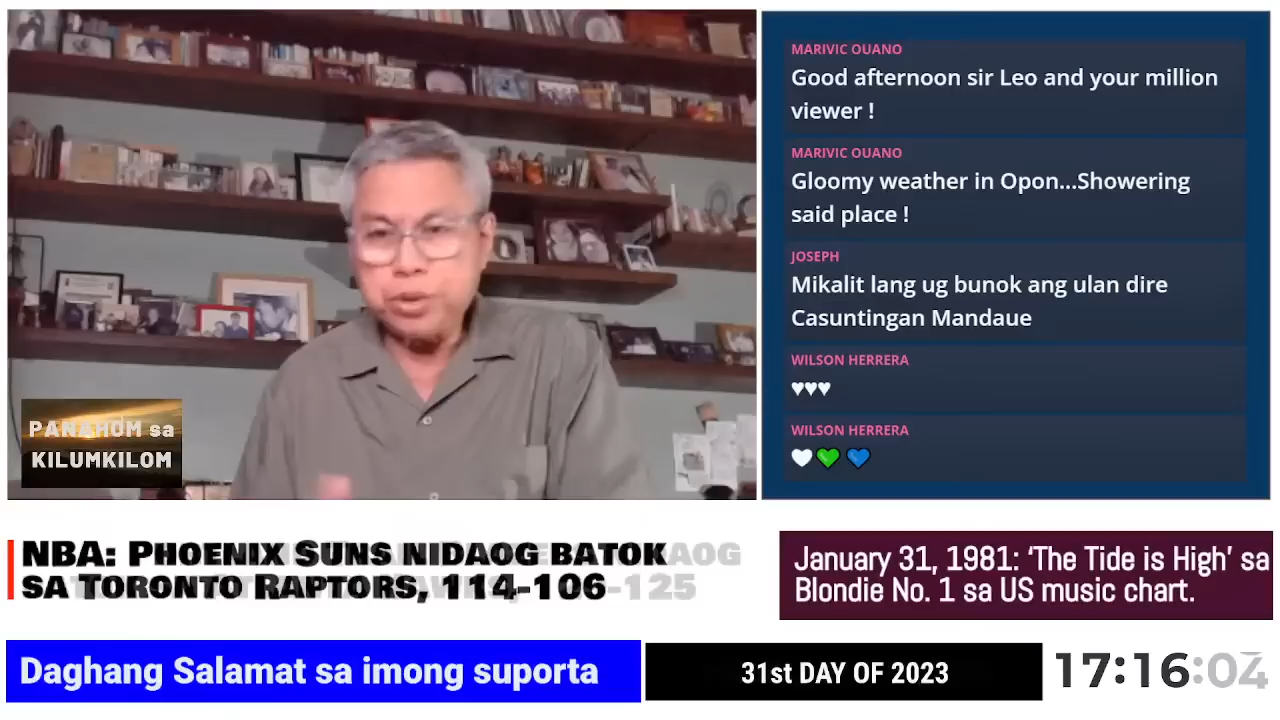 MARIVIC OUANO
Good afternoon sir Leo and your million
viewer !
MARIVIC OUANO
Gloomy weather in Opon...Showering
said place !
JOSEPH
Mikalit lang ug bunok ang ulan dire
Casuntingan Mandaue
WILSON HERRERA
♥♥♥
WILSON HERRERA
🤍💚💙
PANAHOM sa
KILUMKILOM
NBA: PHOENIX SUNS NIDAOG BATOK
SA TORONTO RAPTORS, 114-106
January 31, 1981: ‘The Tide is High’ sa
Blondie No. 1 sa US music chart.
Daghang Salamat sa imong suporta
31st DAY OF 2023
17:16:04